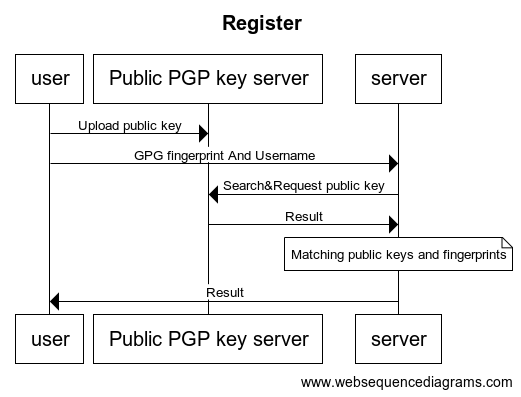 Register
user
Public PGP key server
server
Upload public key
GPG fingerprint And Username
Search&Request public key
Result
Matching public keys and fingerprints
Result
user
Public PGP key server
server
www.websequencediagrams.com